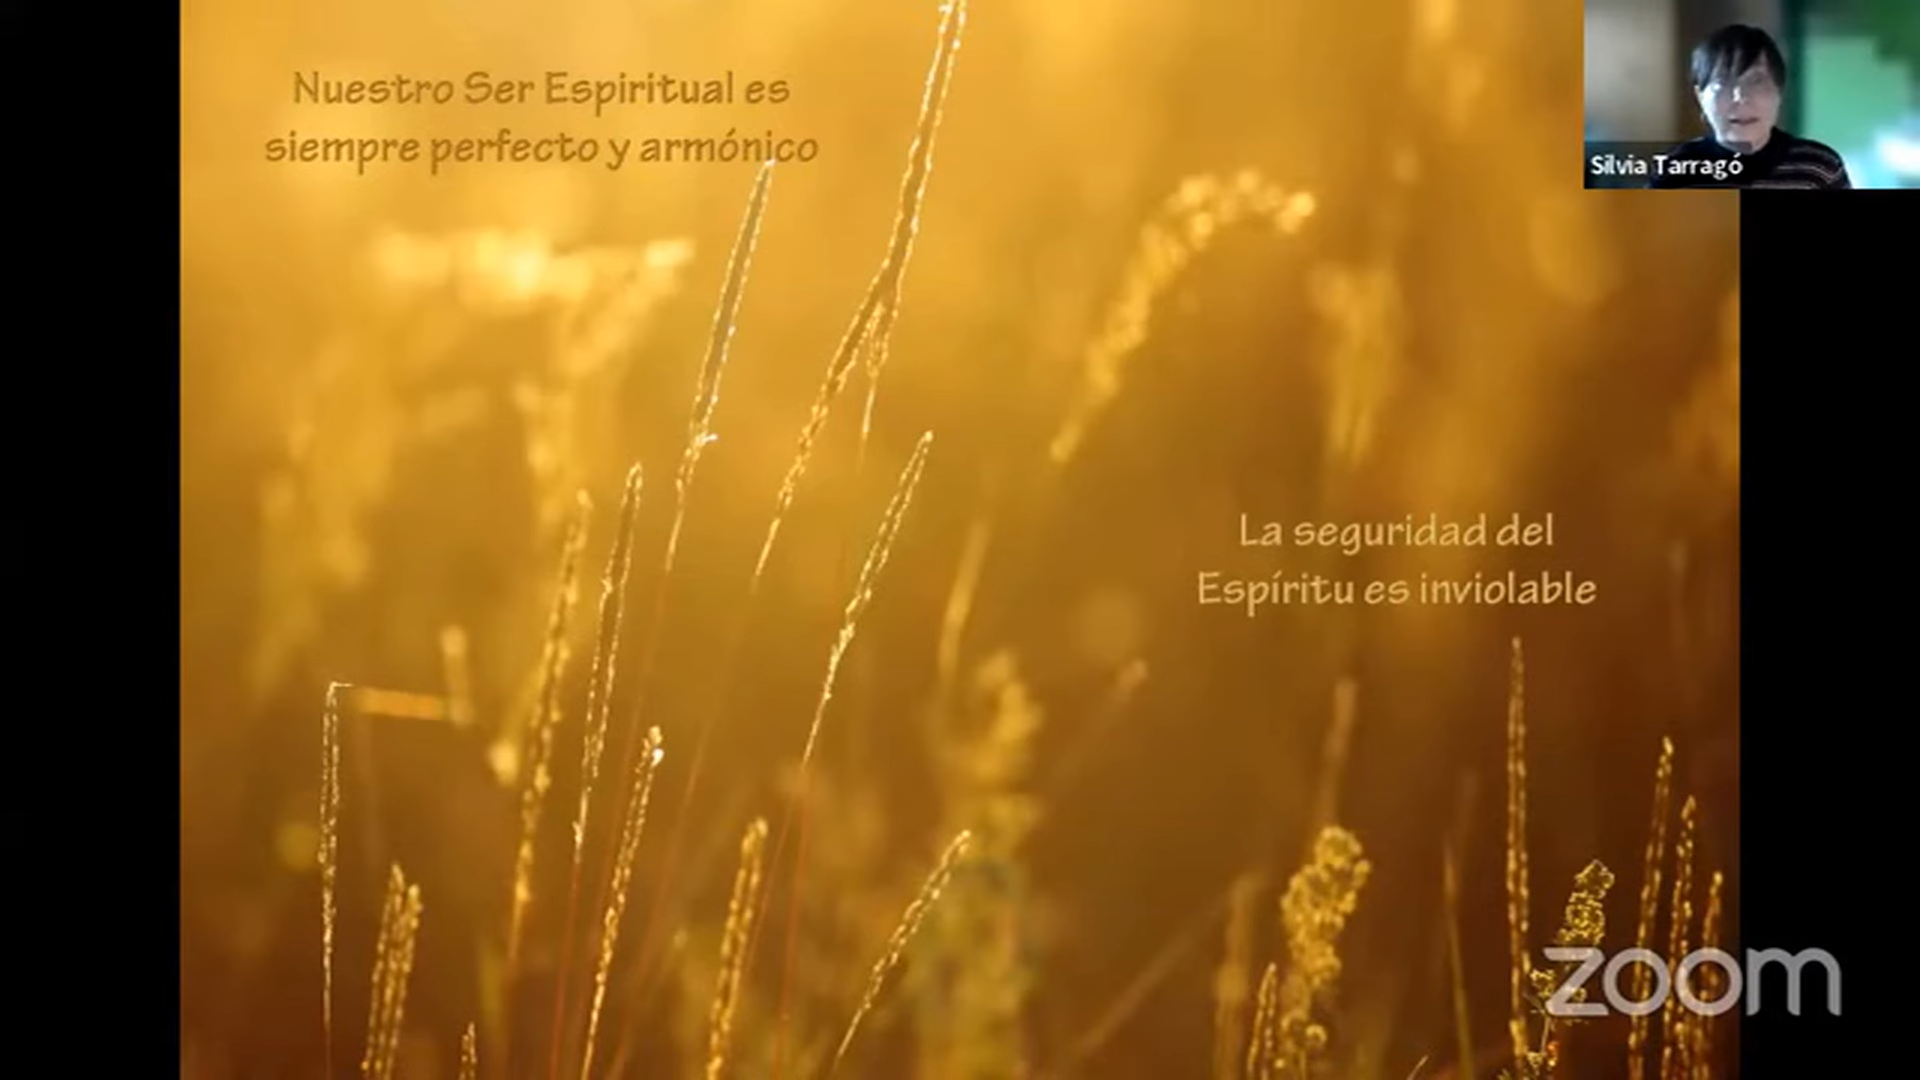 Nuestro Ser Espiritual es
siempre perfecto y armónico
Silvia Tarragó
La seguridad del
Espíritu es inviolable
zoom